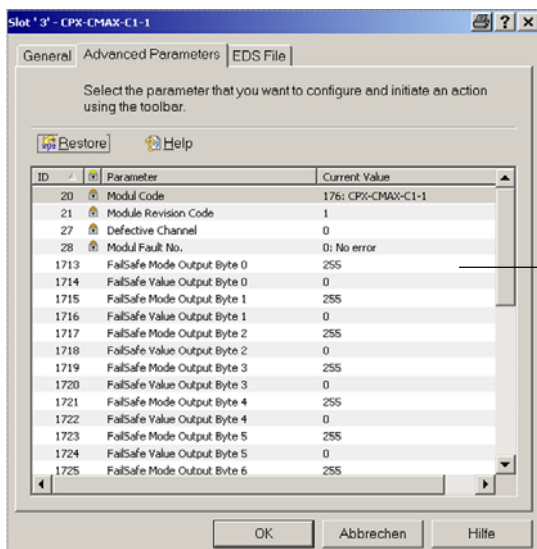 Slot ' 3' - CPX-CMAX-C1-1
General Advanced Parameters EDS File
Select the parameter that you want to configure and initiate an action
using the toolbar.
Restore Help
ID Parameter Current Value
20 Modul Code 176: CPX-CMAX-C1-1
21 Module Revision Code 1
27 Defective Channel 0
28 Modul Fault No. 0: No error
1713 FailSafe Mode Output Byte 0 255
1714 FailSafe Value Output Byte 0 0
1715 FailSafe Mode Output Byte 1 255
1716 FailSafe Value Output Byte 1 0
1717 FailSafe Mode Output Byte 2 255
1718 FailSafe Value Output Byte 2 0
1719 FailSafe Mode Output Byte 3 255
1720 FailSafe Value Output Byte 3 0
1721 FailSafe Mode Output Byte 4 255
1722 FailSafe Value Output Byte 4 0
1723 FailSafe Mode Output Byte 5 255
1724 FailSafe Value Output Byte 5 0
1725 FailSafe Mode Output Byte 6 255
OK Abbrechen Hilfe